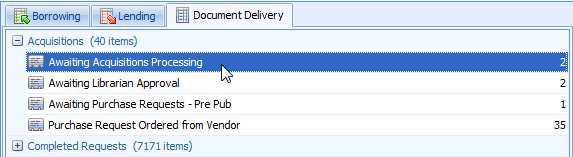 Borrowing Lending Document Delivery
Acquisitions (40 items)
Awaiting Acquisitions Processing 2
Awaiting Librarian Approval 2
Awaiting Purchase Requests - Pre Pub 1
Purchase Request Ordered from Vendor 35
Completed Requests (7171 items)